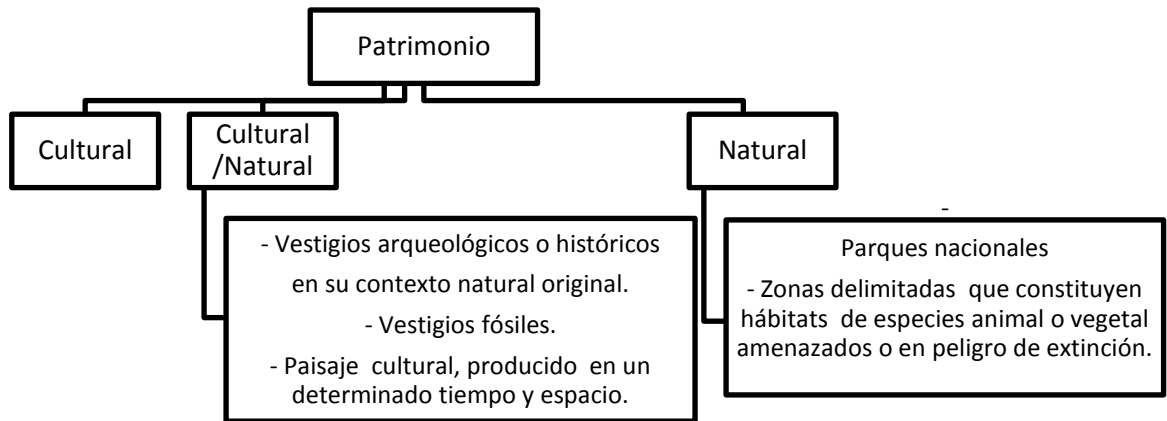 Patrimonio
Cultural
Cultural
/Natural
Natural
- Vestigios arqueológicos o históricos
en su contexto natural original.
- Vestigios fósiles.
- Paisaje cultural, producido en un
determinado tiempo y espacio.
-
Parques nacionales
- Zonas delimitadas que constituyen
hábitats de especies animal o vegetal
amenazados o en peligro de extinción.